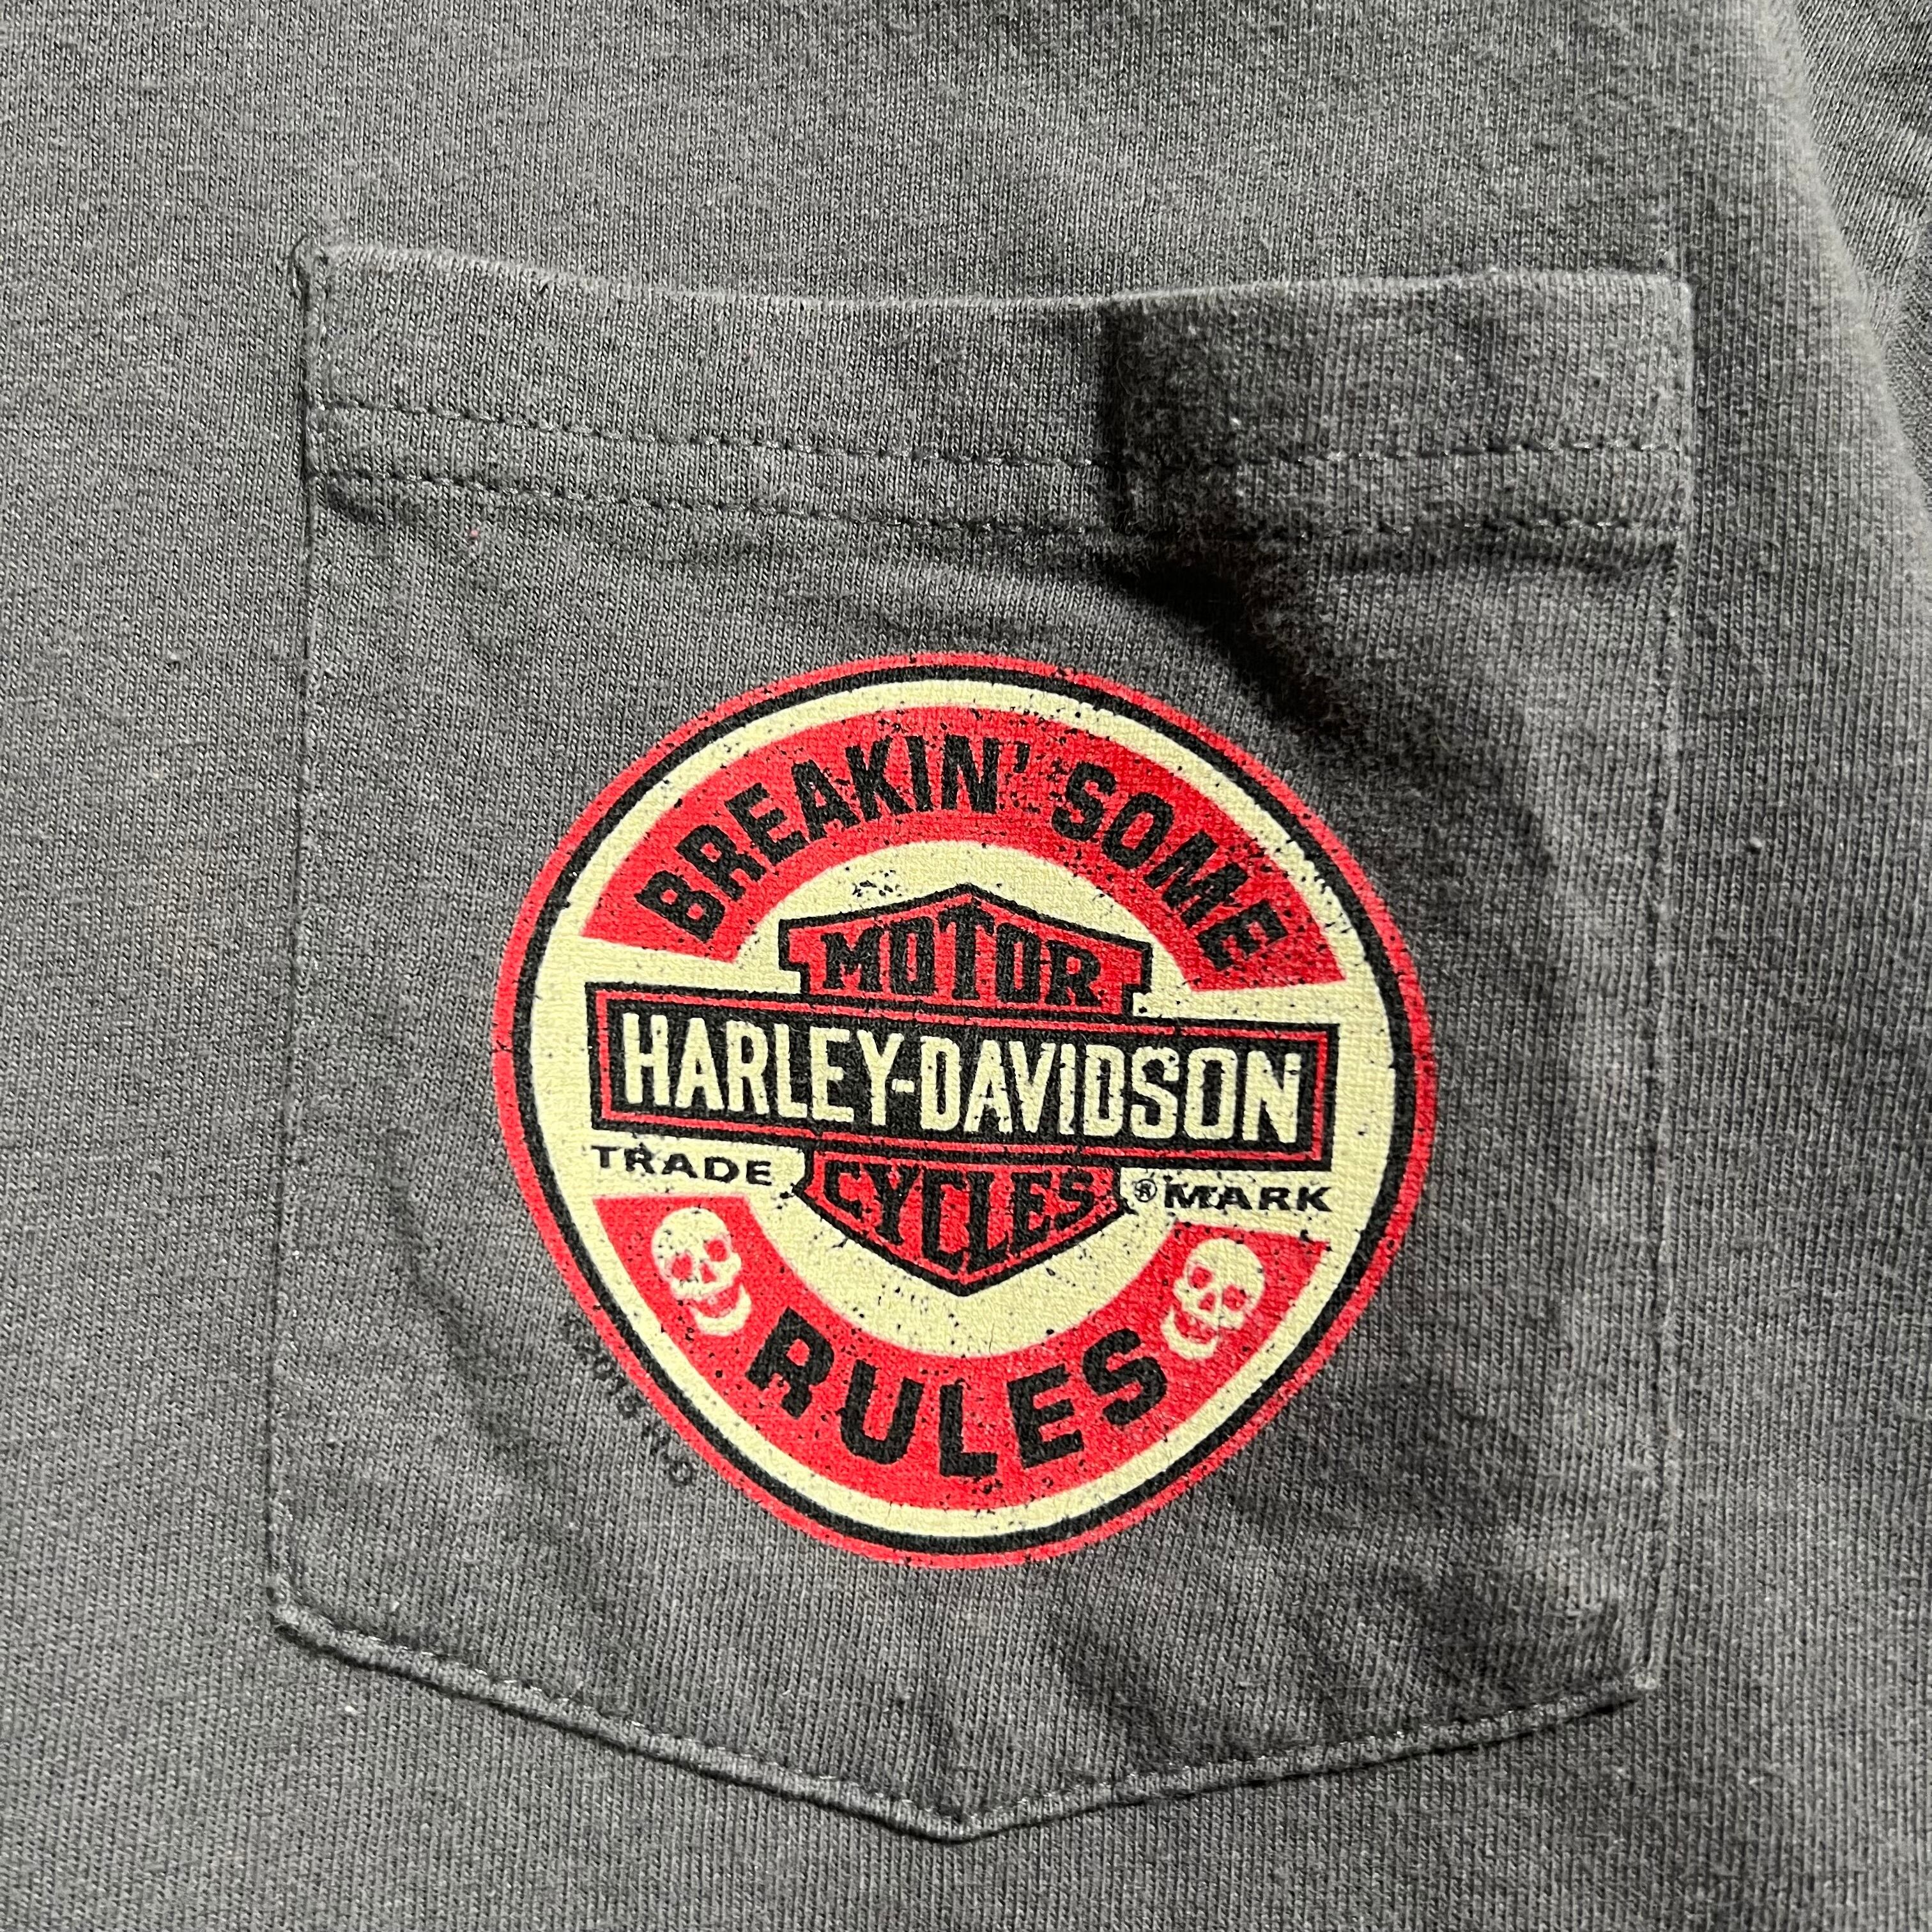 BREAKIN' SOME
MOTOR
HARLEY-DAVIDSON
CYCLES
TRADE ® MARK
RULES